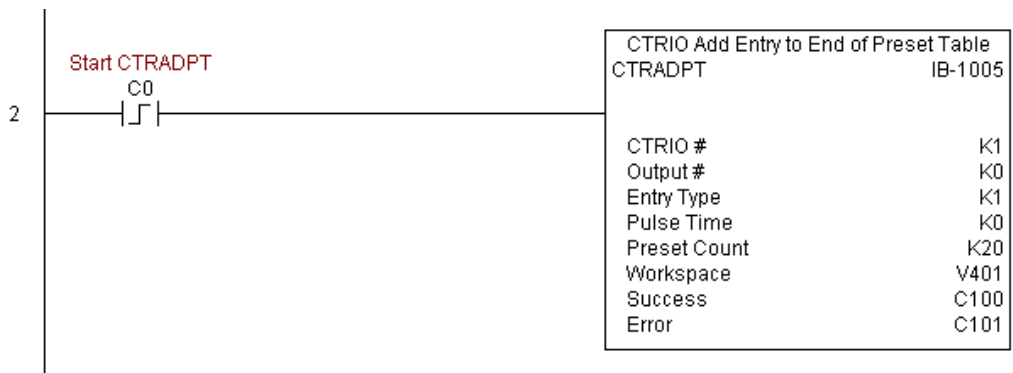 CTRIO Add Entry to End of Preset Table
CTRADPT IB-1005
Start CTRADPT
C0
2
CTRIO # K1
Output # K0
Entry Type K1
Pulse Time K0
Preset Count K20
Workspace V401
Success C100
Error C101